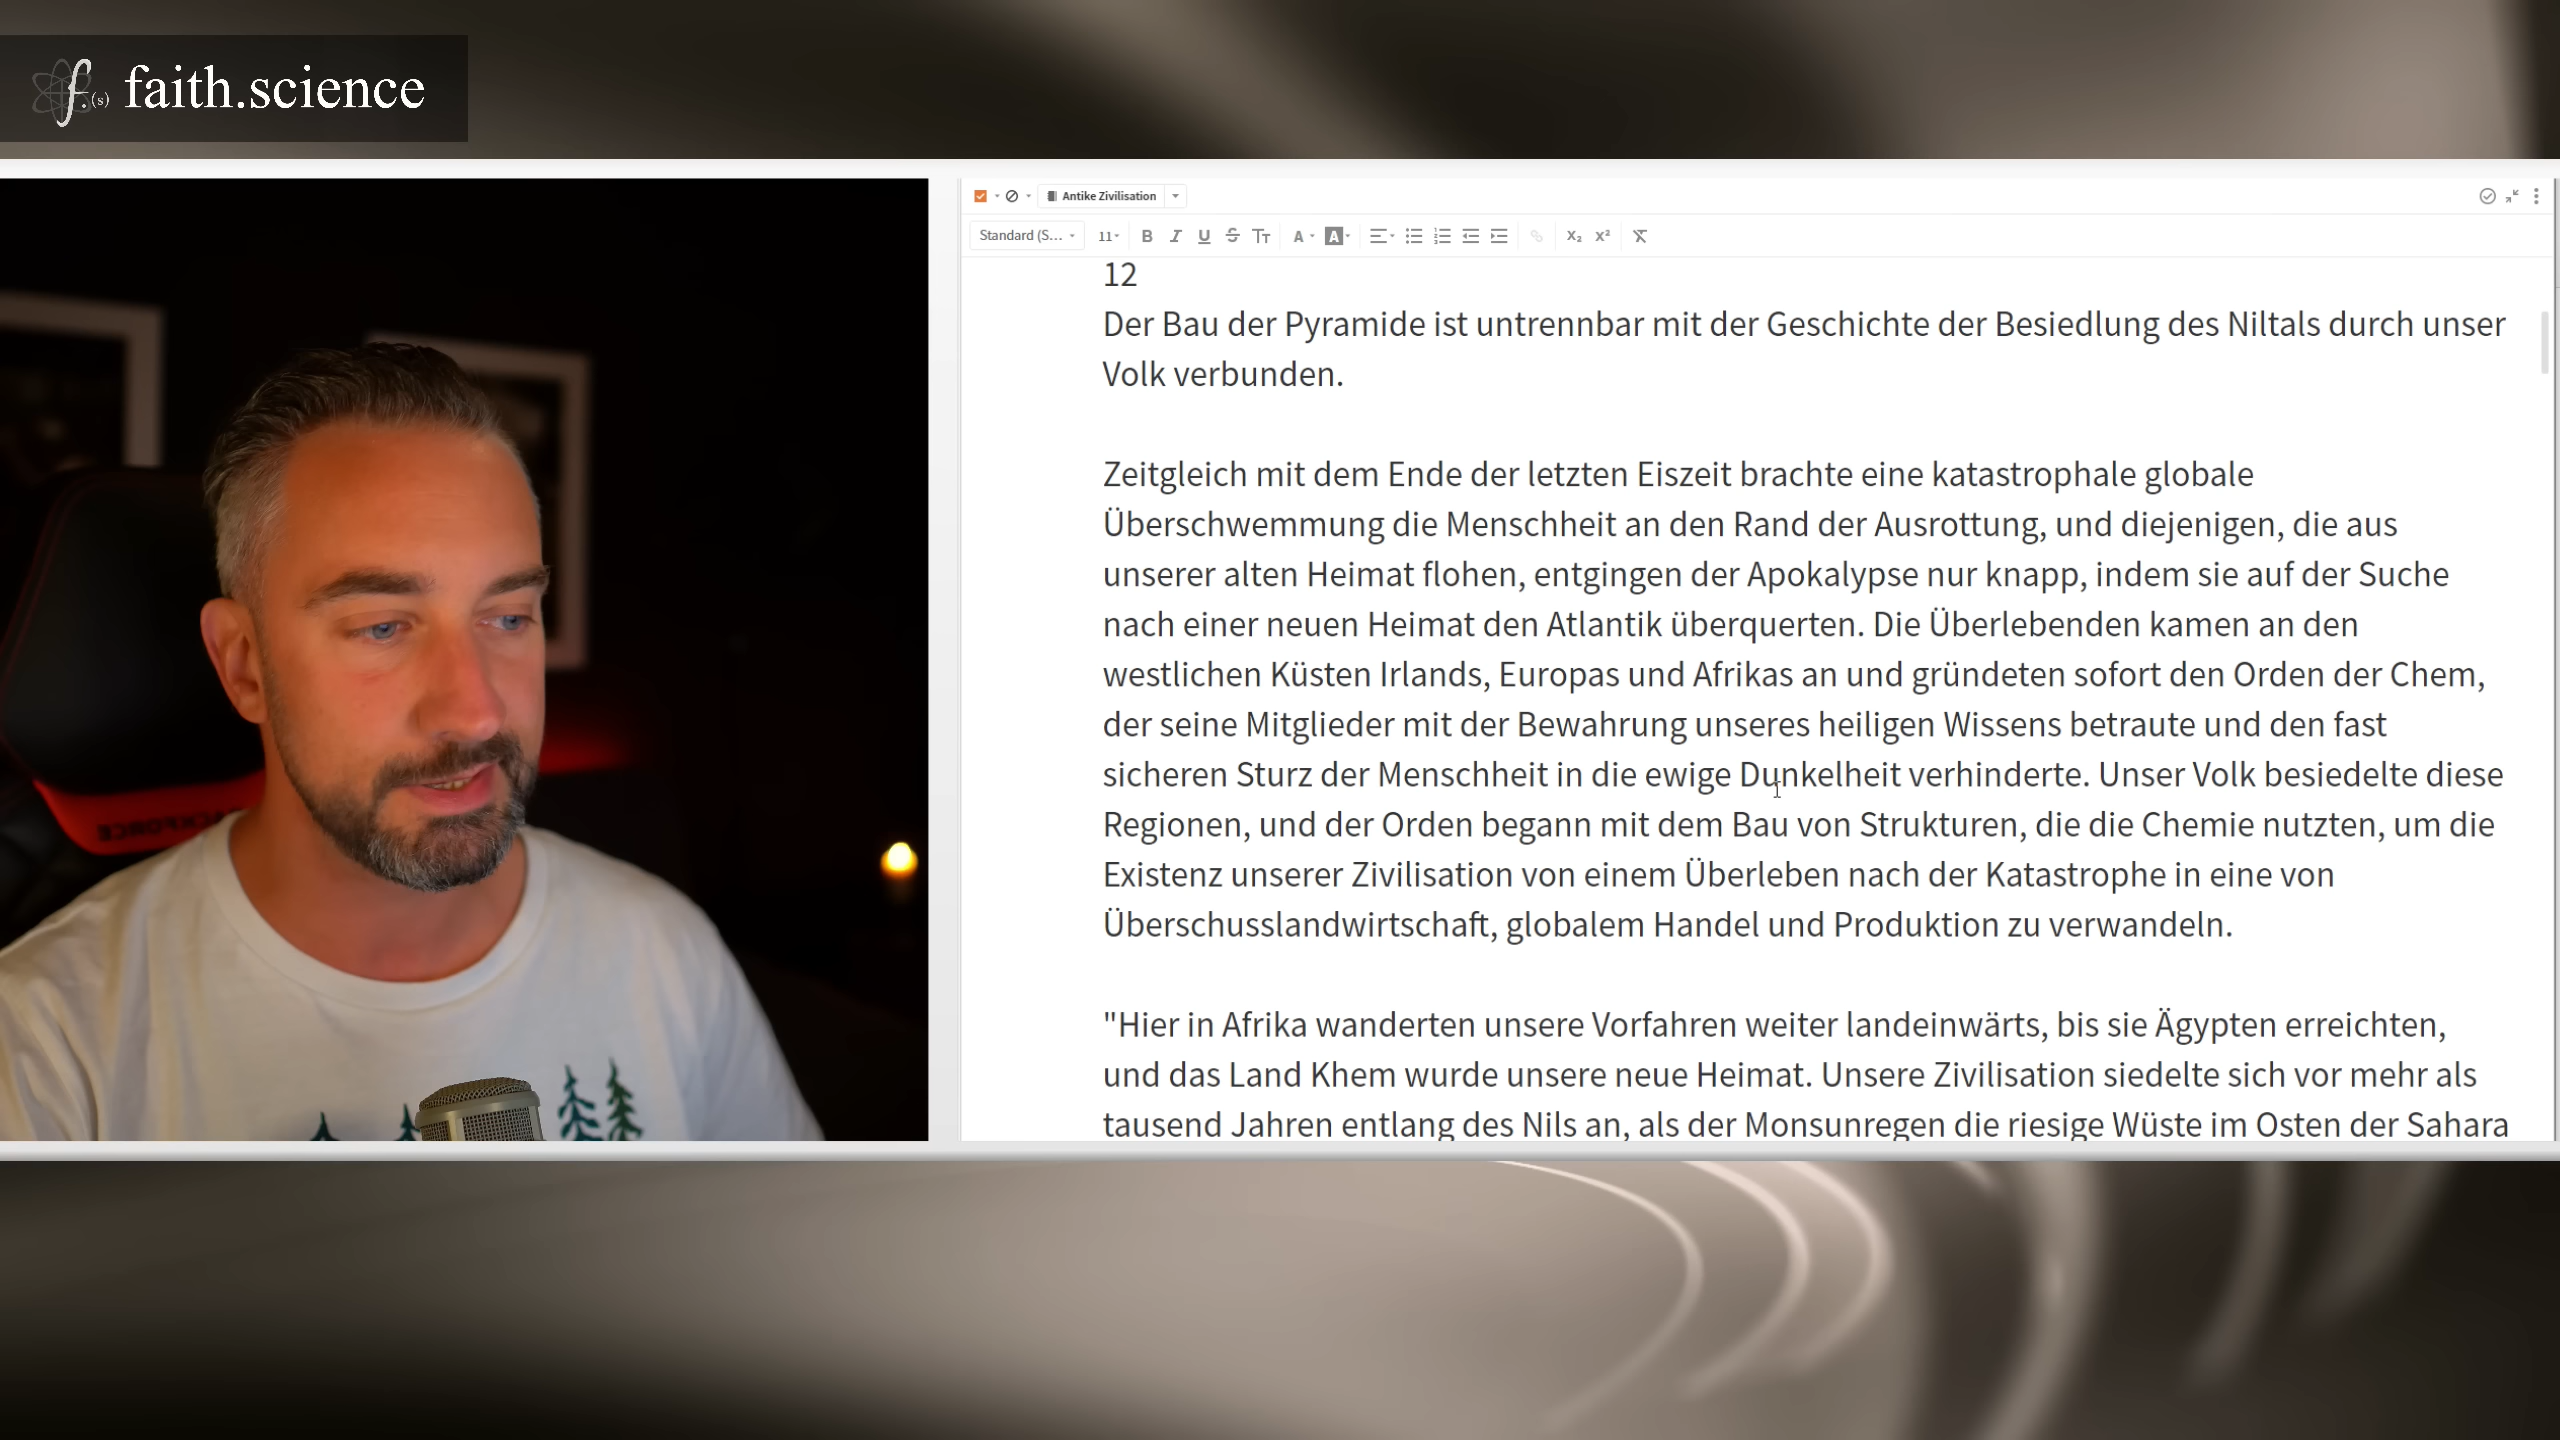 f(s) faith.science
Antike Zivilisation
Standard (S... 11 B I U S TT A A X₂ X²
12
Der Bau der Pyramide ist untrennbar mit der Geschichte der Besiedlung des Niltals durch unser
Volk verbunden.
Zeitgleich mit dem Ende der letzten Eiszeit brachte eine katastrophale globale
Überschwemmung die Menschheit an den Rand der Ausrottung, und diejenigen, die aus
unserer alten Heimat flohen, entgingen der Apokalypse nur knapp, indem sie auf der Suche
nach einer neuen Heimat den Atlantik überquerten. Die Überlebenden kamen an den
westlichen Küsten Irlands, Europas und Afrikas an und gründeten sofort den Orden der Chem,
der seine Mitglieder mit der Bewahrung unseres heiligen Wissens betraute und den fast
sicheren Sturz der Menschheit in die ewige Dunkelheit verhinderte. Unser Volk besiedelte diese
Regionen, und der Orden begann mit dem Bau von Strukturen, die die Chemie nutzten, um die
Existenz unserer Zivilisation von einem Überleben nach der Katastrophe in eine von
Überschusslandwirtschaft, globalem Handel und Produktion zu verwandeln.
"Hier in Afrika wanderten unsere Vorfahren weiter landeinwärts, bis sie Ägypten erreichten,
und das Land Khem wurde unsere neue Heimat. Unsere Zivilisation siedelte sich vor mehr als
tausend Jahren entlang des Nils an, als der Monsunregen die riesige Wüste im Osten der Sahara